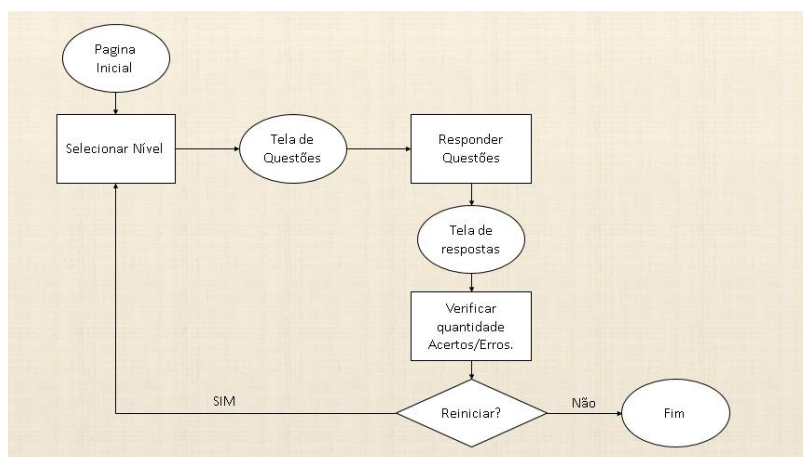 Pagina
Inicial
Selecionar Nível
Tela de
Questões
Responder
Questões
Tela de
respostas
Verificar
quantidade
Acertos/Erros.
SIM
Reiniciar?
Não
Fim